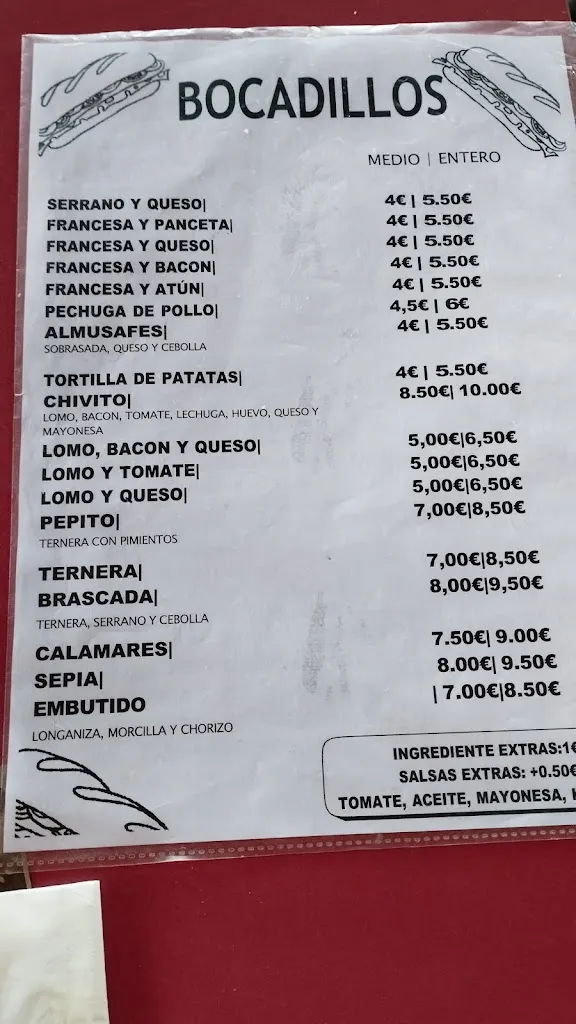 BOCADILLOS
MEDIO | ENTERO
SERRANO Y QUESO| 4€ | 5.50€
FRANCESA Y PANCETA| 4€ | 5.50€
FRANCESA Y QUESO| 4€ | 5.50€
FRANCESA Y BACON| 4€ | 5.50€
FRANCESA Y ATÚN| 4€ | 5.50€
PECHUGA DE POLLO| 4,5€ | 6€
ALMUSAFES| 4€ | 5.50€
SOBRASADA, QUESO Y CEBOLLA
TORTILLA DE PATATAS| 4€ | 5.50€
CHIVITO| 8.50€| 10.00€
LOMO, BACON, TOMATE, LECHUGA, HUEVO, QUESO Y
MAYONESA
LOMO, BACON Y QUESO| 5,00€|6,50€
LOMO Y TOMATE| 5,00€|6,50€
LOMO Y QUESO| 5,00€|6,50€
PEPITO| 7,00€|8,50€
TERNERA CON PIMIENTOS
TERNERA| 7,00€|8,50€
BRASCADA| 8,00€|9,50€
TERNERA, SERRANO Y CEBOLLA
CALAMARES| 7.50€| 9.00€
SEPIA| 8.00€| 9.50€
EMBUTIDO | 7.00€|8.50€
LONGANIZA, MORCILLA Y CHORIZO
INGREDIENTE EXTRAS:1€
SALSAS EXTRAS: +0.50€
TOMATE, ACEITE, MAYONESA,